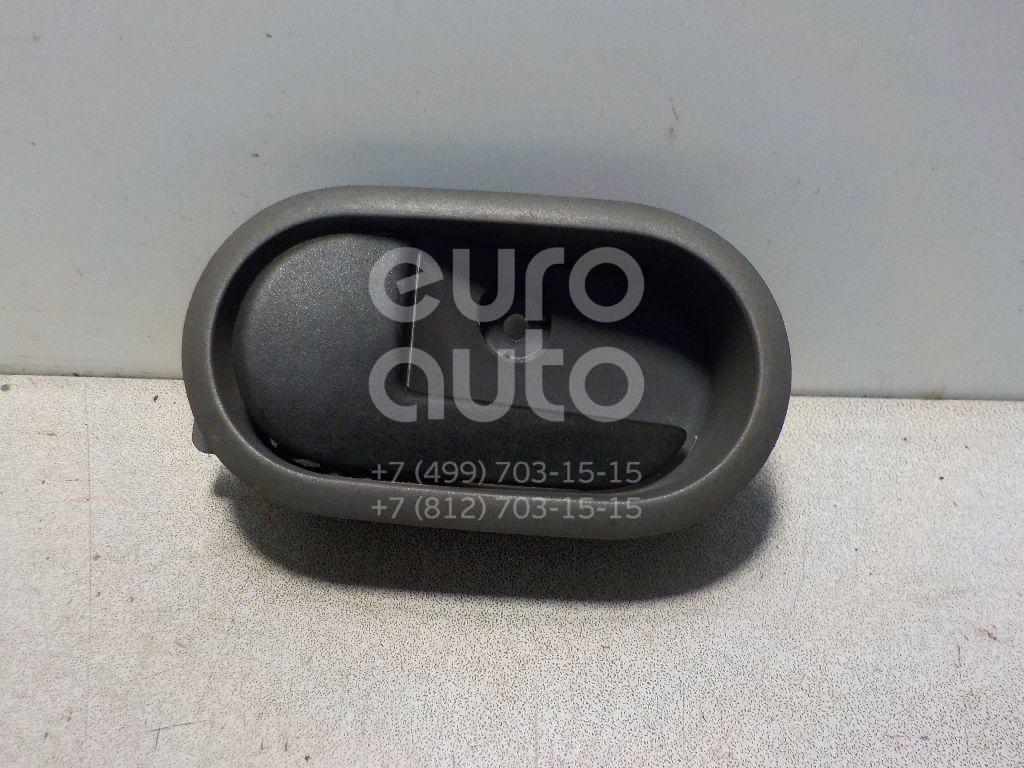 euro
auto
+7 (499) 703-15-15
+7 (812) 703-15-15